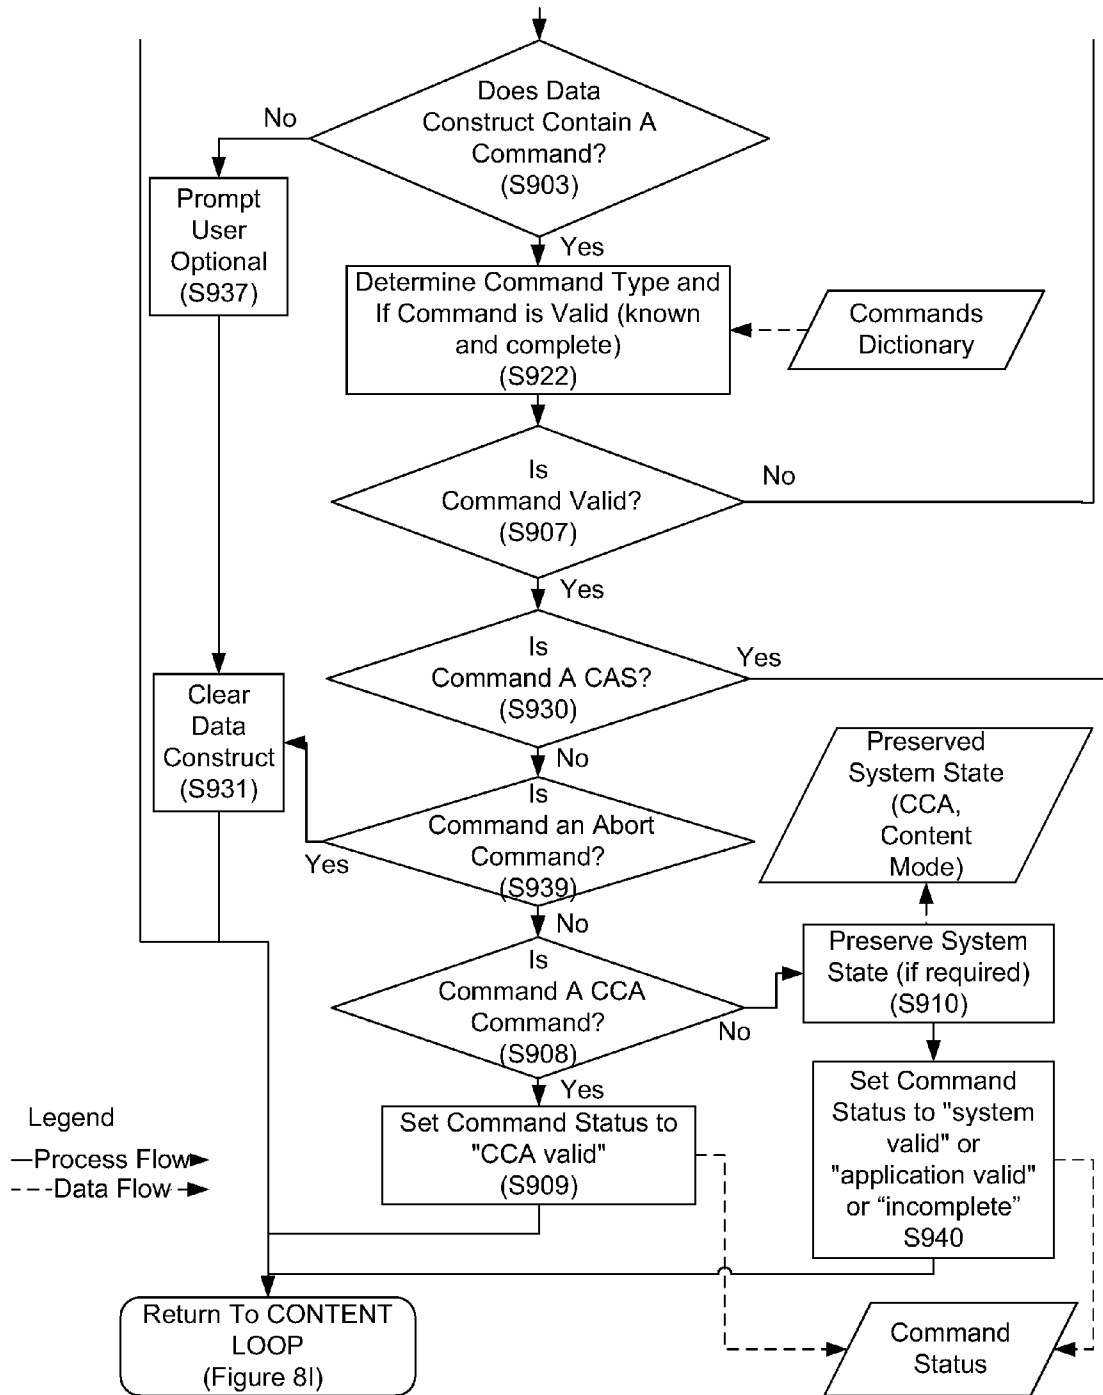 Does Data
Construct Contain A
Command?
(S903)
No
Yes
Prompt
User
Optional
(S937)
Determine Command Type and
If Command is Valid (known
and complete)
(S922)
Commands
Dictionary
Is
Command Valid?
(S907)
No
Yes
Is
Command A CAS?
(S930)
Yes
No
Clear
Data
Construct
(S931)
Is
Command an Abort
Command?
(S939)
Yes
No
Preserved
System State
(CCA,
Content
Mode)
Is
Command A CCA
Command?
(S908)
No
Yes
Preserve System
State (if required)
(S910)
Set Command Status to
"CCA valid"
(S909)
Set Command
Status to "system
valid" or
"application valid"
or “incomplete”
S940
Legend
Process Flow
Data Flow
Return To CONTENT
LOOP
(Figure 8I)
Command
Status